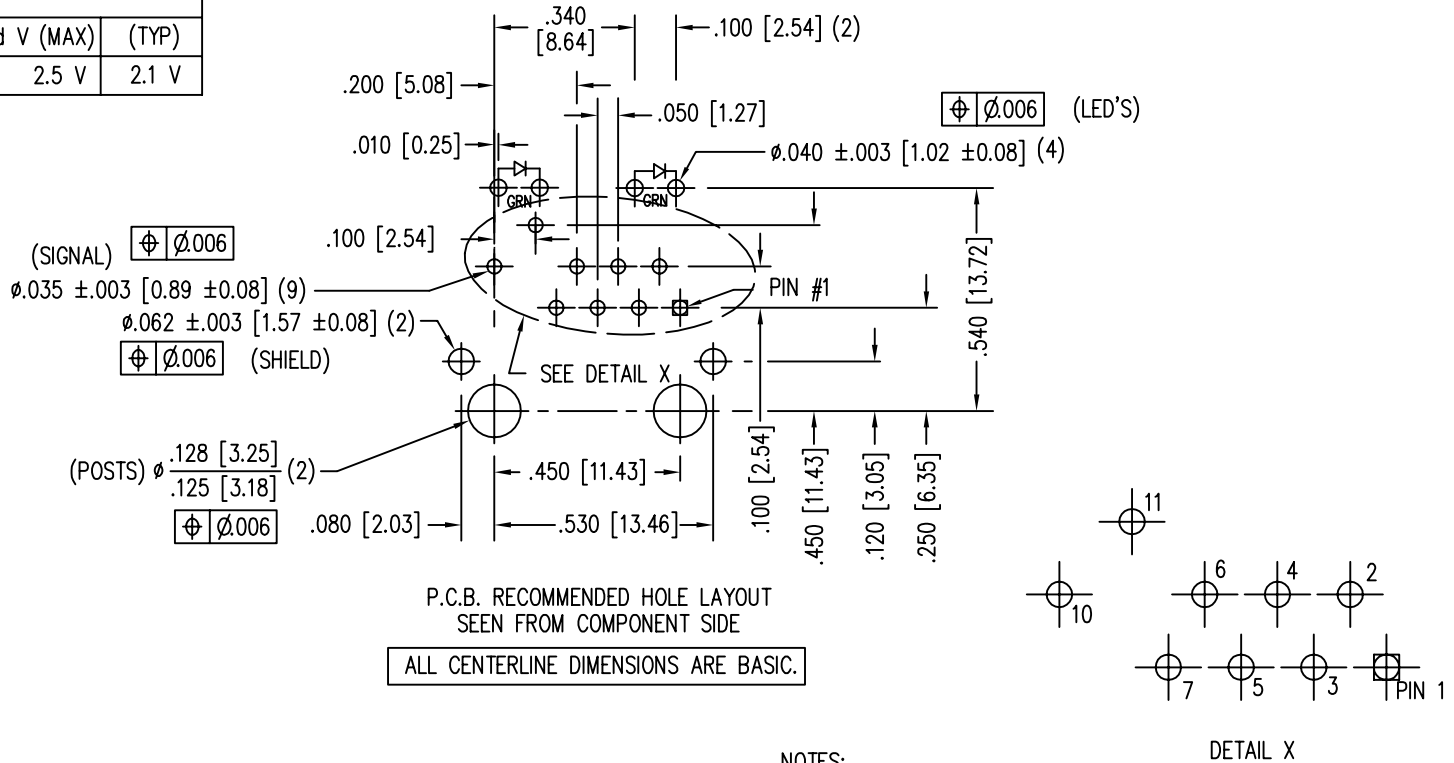 d V (MAX) (TYP)
2.5 V 2.1 V
.340
[8.64]
.100 [2.54] (2)
.200 [5.08]
.050 [1.27]
⌖ Ø.006 (LED'S)
.010 [0.25]
ø.040 ±.003 [1.02 ±0.08] (4)
GRN GRN
.100 [2.54]
(SIGNAL) ⌖ Ø.006
ø.035 ±.003 [0.89 ±0.08] (9)
PIN #1
.540 [13.72]
ø.062 ±.003 [1.57 ±0.08] (2)
⌖ Ø.006 (SHIELD)
SEE DETAIL X
(POSTS) ø .128 [3.25] (2)
.125 [3.18]
⌖ Ø.006
.450 [11.43]
.080 [2.03]
.530 [13.46]
.100 [2.54]
.450 [11.43]
.120 [3.05]
.250 [6.35]
P.C.B. RECOMMENDED HOLE LAYOUT
SEEN FROM COMPONENT SIDE
ALL CENTERLINE DIMENSIONS ARE BASIC.
11
6 4 2
10
7 5 3 PIN 1
DETAIL X
NOTES: